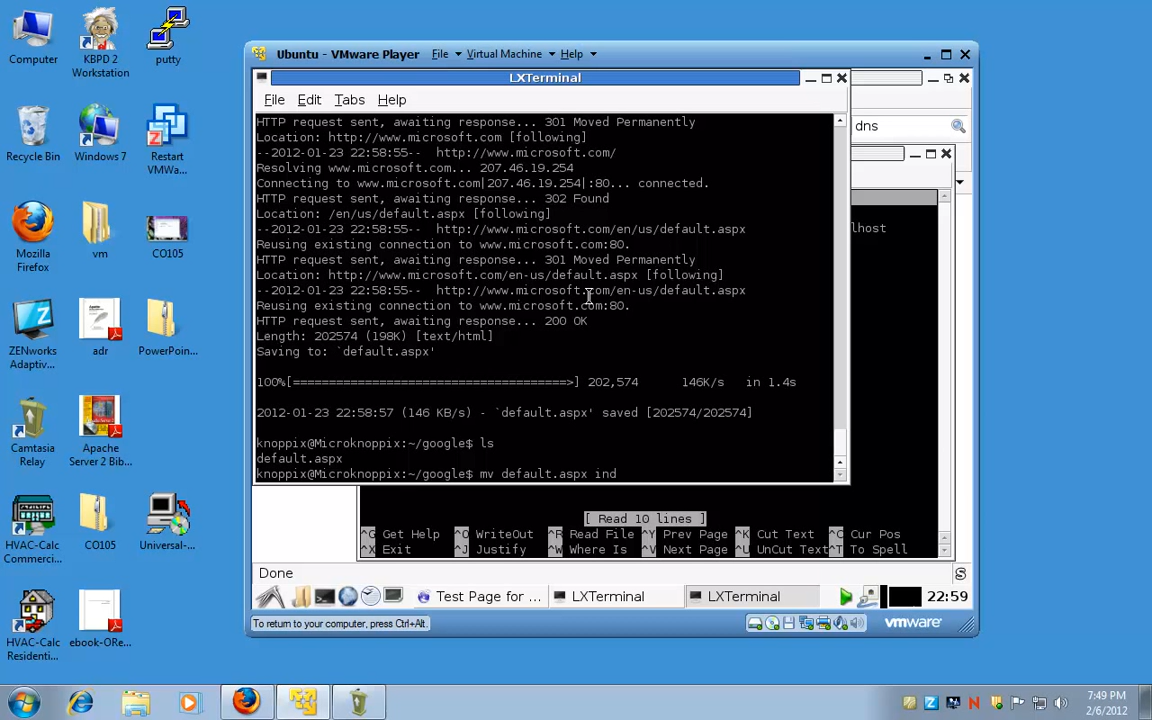 Computer
KBPD 2
Workstation
putty
Recycle Bin
Windows 7
Restart
VMWa...
Mozilla
Firefox
vm
CO105
ZENworks
Adaptiv...
adr
PowerPoin...
Camtasia
Relay
Apache
Server 2 Bib...
HVAC-Calc
Commerci...
CO105
Universal-...
HVAC-Calc
Residenti...
ebook-ORe...
Ubuntu - VMware Player File Virtual Machine Help
LXTerminal
File Edit Tabs Help
HTTP request sent, awaiting response... 301 Moved Permanently
Location: http://www.microsoft.com [following]
--2012-01-23 22:58:55-- http://www.microsoft.com/
Resolving www.microsoft.com... 207.46.19.254
Connecting to www.microsoft.com|207.46.19.254|:80... connected.
HTTP request sent, awaiting response... 302 Found
Location: /en/us/default.aspx [following]
--2012-01-23 22:58:55-- http://www.microsoft.com/en/us/default.aspx
Reusing existing connection to www.microsoft.com:80.
HTTP request sent, awaiting response... 301 Moved Permanently
Location: http://www.microsoft.com/en-us/default.aspx [following]
--2012-01-23 22:58:55-- http://www.microsoft.com/en-us/default.aspx
Reusing existing connection to www.microsoft.com:80.
HTTP request sent, awaiting response... 200 OK
Length: 202574 (198K) [text/html]
Saving to: `default.aspx'
100%[======================================>] 202,574 146K/s in 1.4s
2012-01-23 22:58:57 (146 KB/s) - `default.aspx' saved [202574/202574]
knoppix@Microknoppix:~/google$ ls
default.aspx
knoppix@Microknoppix:~/google$ mv default.aspx ind
dns
lhost
[ Read 10 lines ]
^G Get Help ^O WriteOut ^R Read File ^Y Prev Page ^K Cut Text ^C Cur Pos
^X Exit ^J Justify ^W Where Is ^V Next Page ^U UnCut Text^T To Spell
Done
S
Test Page for ... LXTerminal LXTerminal 22:59
To return to your computer, press Ctrl+Alt. vmware
7:49 PM
2/6/2012